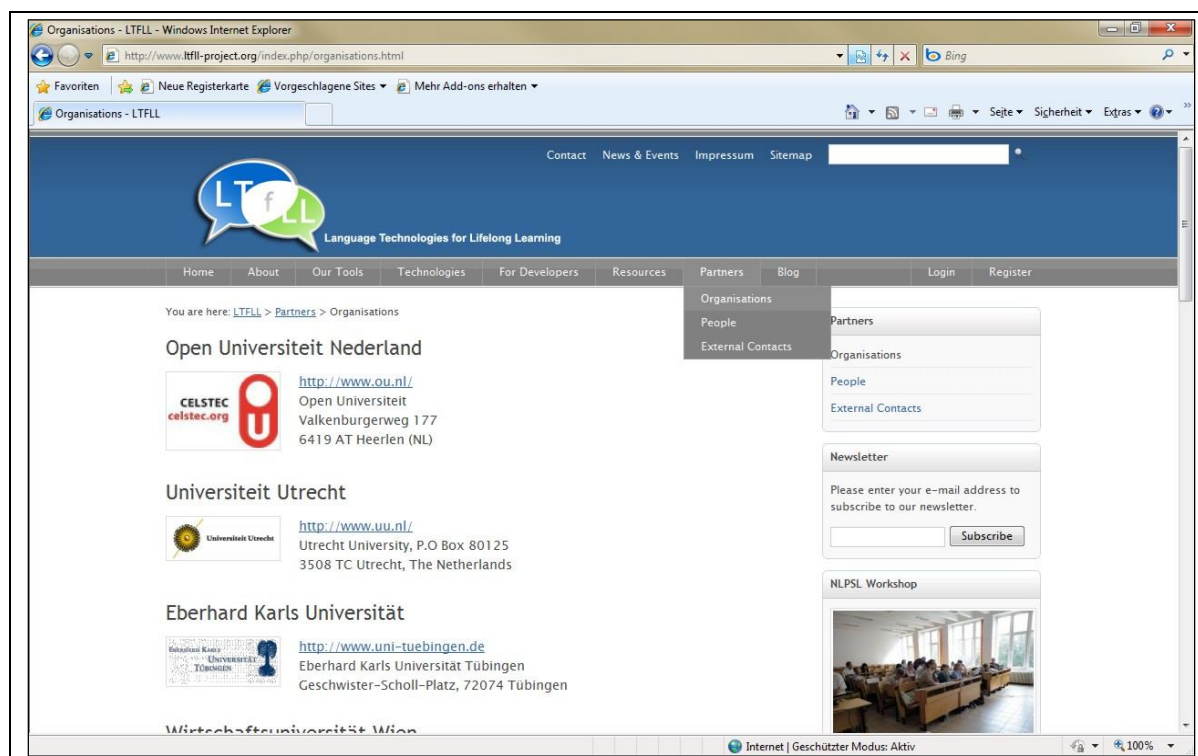 Organisations - LTFLL - Windows Internet Explorer
http://www.ltfll-project.org/index.php/organisations.html
Bing
Favoriten Neue Registerkarte Vorgeschlagene Sites Mehr Add-ons erhalten
Organisations - LTFLL
Seite Sicherheit Extras
Contact News & Events Impressum Sitemap
LTfLL
Language Technologies for Lifelong Learning
Home About Our Tools Technologies For Developers Resources Partners Blog Login Register
Organisations
People
External Contacts
You are here: LTFLL > Partners > Organisations
Open Universiteit Nederland
CELSTEC
celstec.org
http://www.ou.nl/
Open Universiteit
Valkenburgerweg 177
6419 AT Heerlen (NL)
Universiteit Utrecht
Universiteit Utrecht
http://www.uu.nl/
Utrecht University, P.O Box 80125
3508 TC Utrecht, The Netherlands
Eberhard Karls Universität
Eberhard Karls
Universität
Tübingen
http://www.uni-tuebingen.de
Eberhard Karls Universität Tübingen
Geschwister-Scholl-Platz, 72074 Tübingen
Wirtschaftsuniversität Wien
Partners
Organisations
People
External Contacts
Newsletter
Please enter your e-mail address to
subscribe to our newsletter.
Subscribe
NLPSL Workshop
Internet | Geschützter Modus: Aktiv
100%